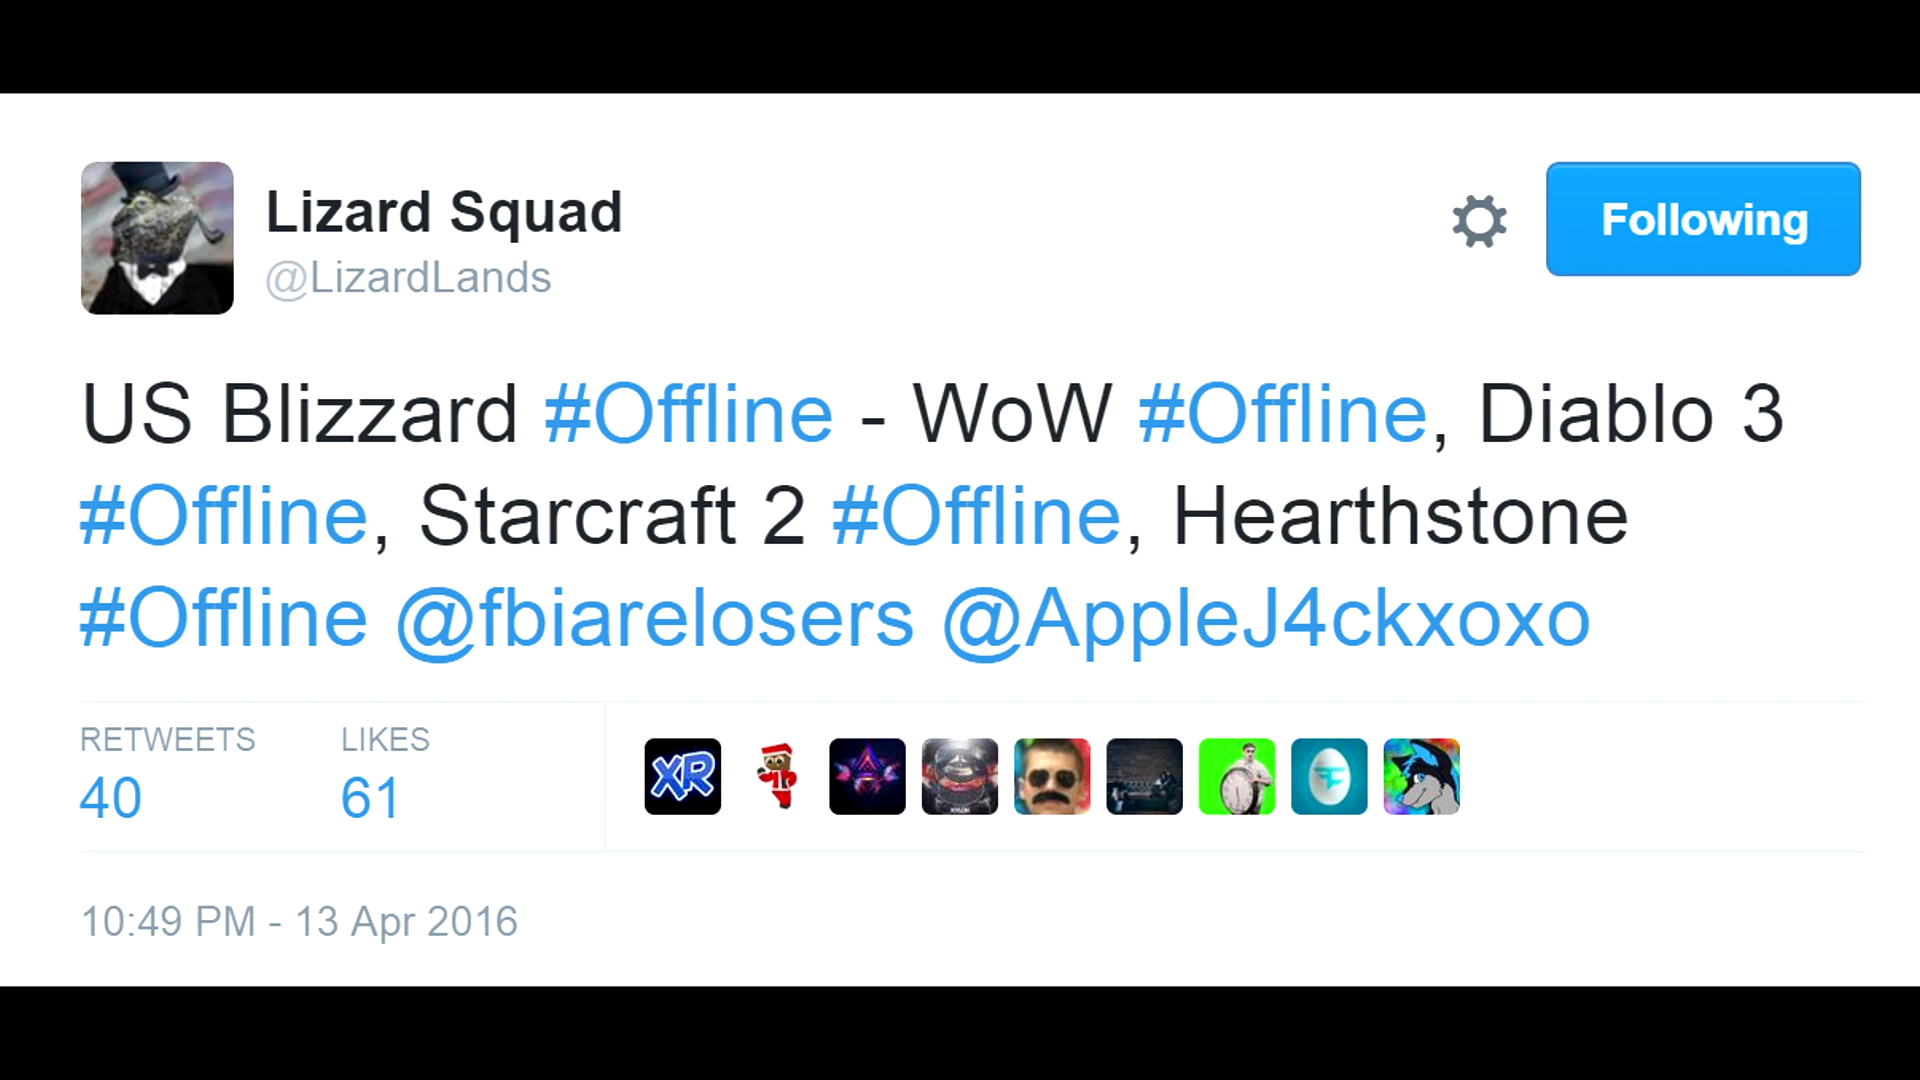 Lizard Squad
@LizardLands
Following
US Blizzard #Offline - WoW #Offline, Diablo 3
#Offline, Starcraft 2 #Offline, Hearthstone
#Offline @fbiarelosers @AppleJ4ckxoxo
RETWEETS LIKES
40 61
XR
10:49 PM - 13 Apr 2016